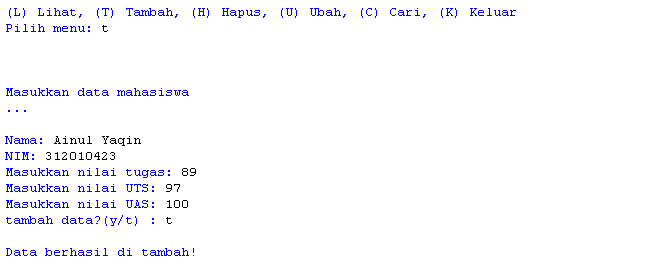 (L) Lihat, (T) Tambah, (H) Hapus, (U) Ubah, (C) Cari, (K) Keluar
Pilih menu: t
Masukkan data mahasiswa
...
Nama: Ainul Yaqin
NIM: 312010423
Masukkan nilai tugas: 89
Masukkan nilai UTS: 97
Masukkan nilai UAS: 100
tambah data?(y/t) : t
Data berhasil di tambah!